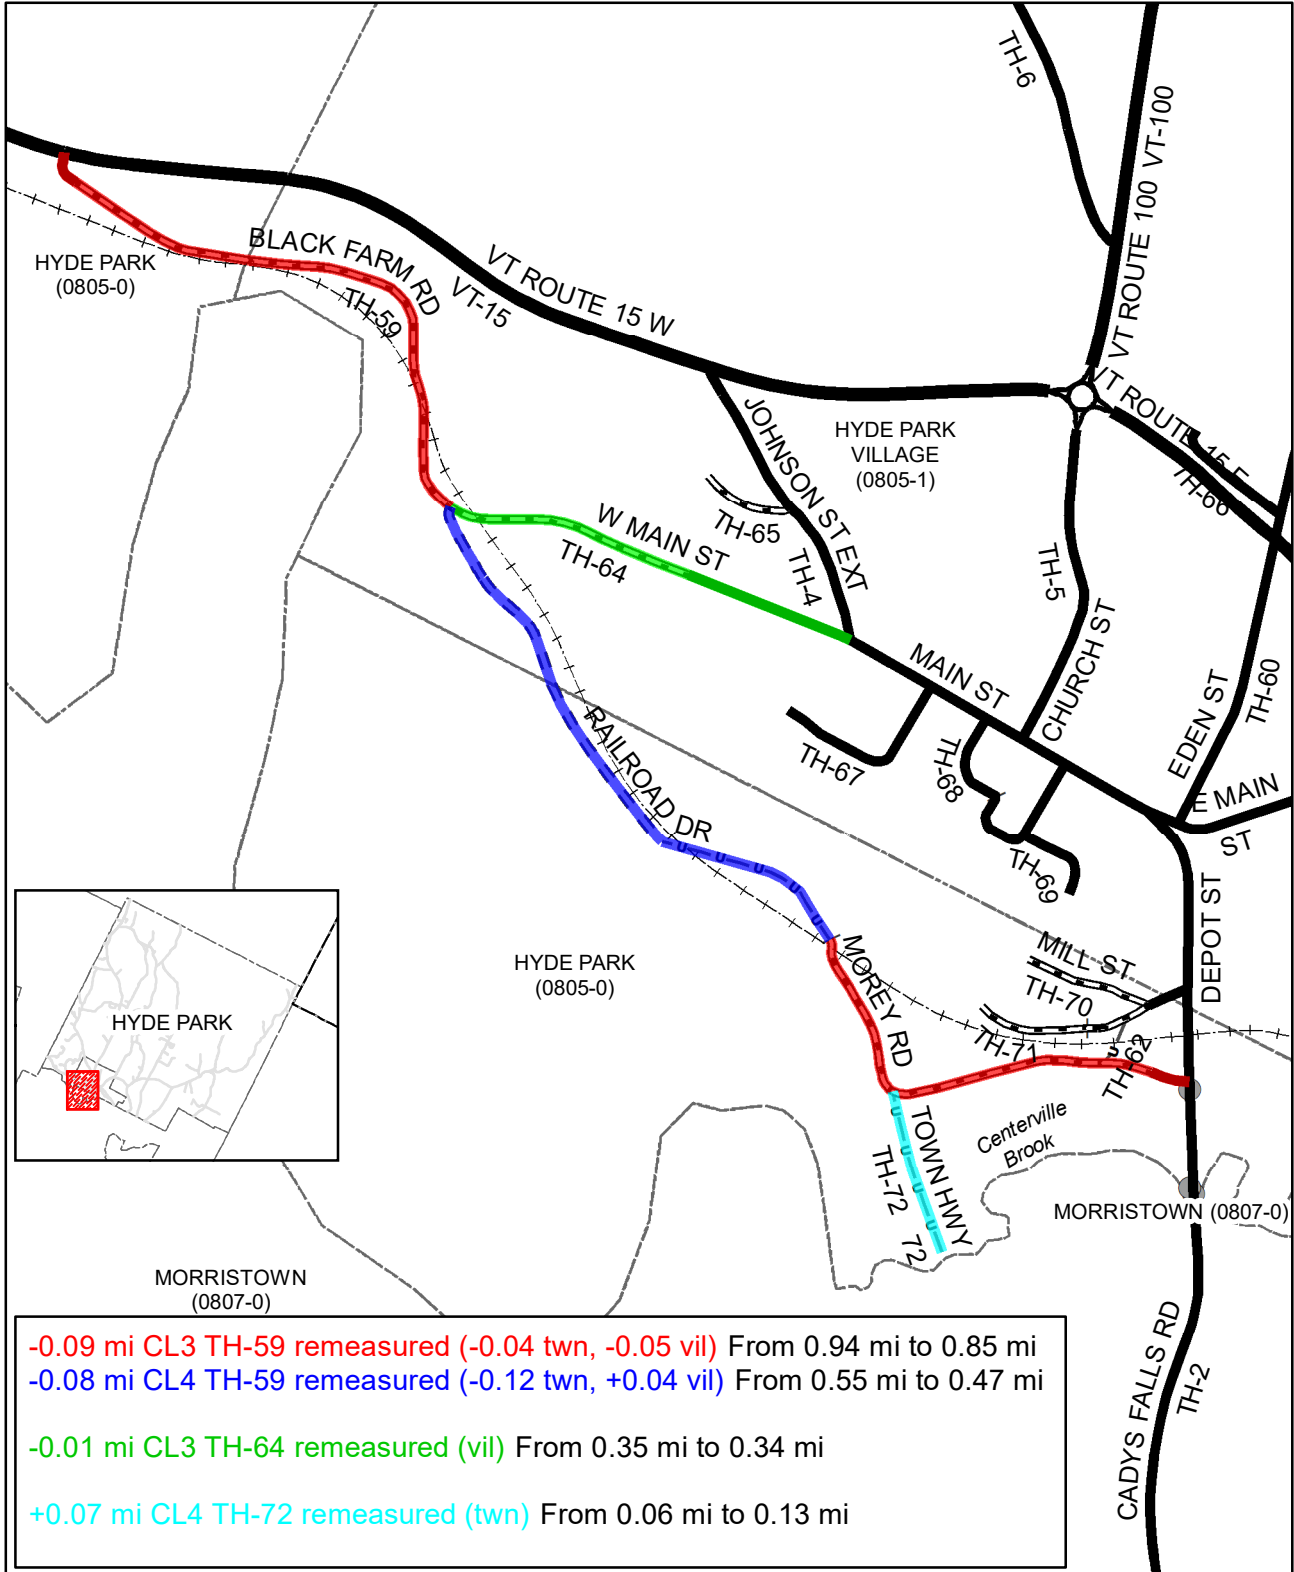 TH-6
VT ROUTE 100 VT-100
HYDE PARK
(0805-0)
BLACK FARM RD
TH-59
VT-15
VT ROUTE 15 W
VT ROUTE 15 E
TH-66
HYDE PARK
VILLAGE
(0805-1)
JOHNSON ST EXT
TH-65
TH-4
W MAIN ST
TH-64
TH-5
CHURCH ST
MAIN ST
EDEN ST
TH-60
E MAIN
ST
TH-67
TH-68
TH-69
RAILROAD DR
DEPOT ST
MILL ST
TH-70
TH-71
TH-62
HYDE PARK
(0805-0)
MOREY RD
HYDE PARK
TOWN HWY
72
TH-72
Centerville
Brook
MORRISTOWN (0807-0)
MORRISTOWN
(0807-0)
CADYS FALLS RD
TH-2
-0.09 mi CL3 TH-59 remeasured (-0.04 twn, -0.05 vil) From 0.94 mi to 0.85 mi
-0.08 mi CL4 TH-59 remeasured (-0.12 twn, +0.04 vil) From 0.55 mi to 0.47 mi
-0.01 mi CL3 TH-64 remeasured (vil) From 0.35 mi to 0.34 mi
+0.07 mi CL4 TH-72 remeasured (twn) From 0.06 mi to 0.13 mi